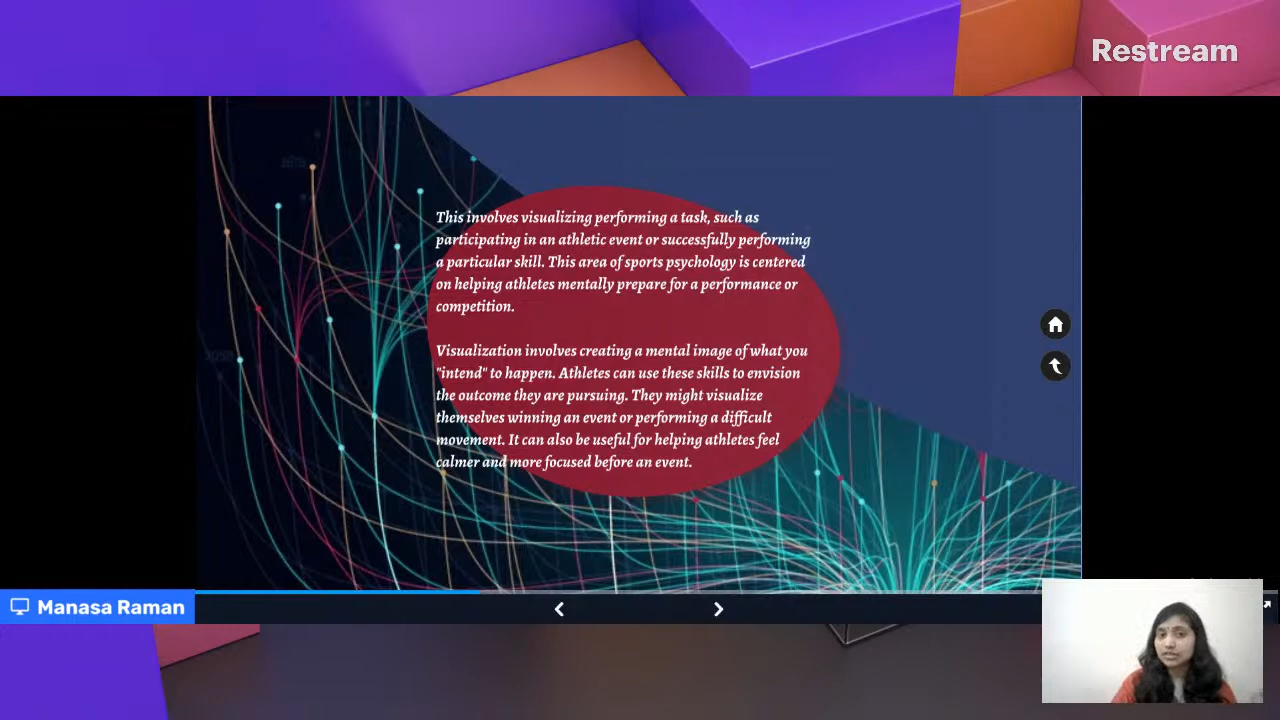 Restream
This involves visualizing performing a task, such as
participating in an athletic event or successfully performing
a particular skill. This area of sports psychology is centered
on helping athletes mentally prepare for a performance or
competition.
Visualization involves creating a mental image of what you
"intend" to happen. Athletes can use these skills to envision
the outcome they are pursuing. They might visualize
themselves winning an event or performing a difficult
movement. It can also be useful for helping athletes feel
calmer and more focused before an event.
Manasa Raman